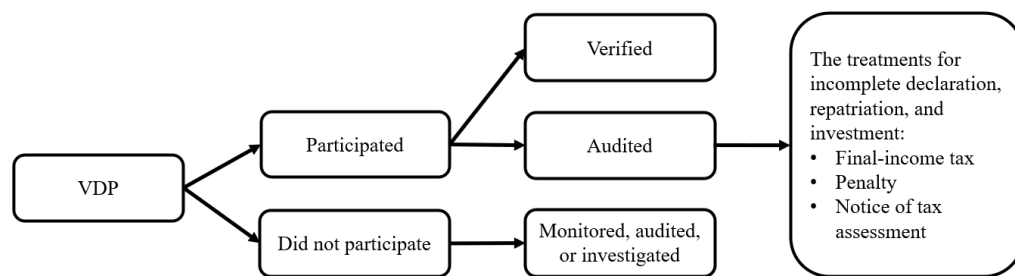 VDP
Participated
Did not participate
Verified
Audited
Monitored, audited,
or investigated
The treatments for
incomplete declaration,
repatriation, and
investment:
• Final-income tax
• Penalty
• Notice of tax
assessment